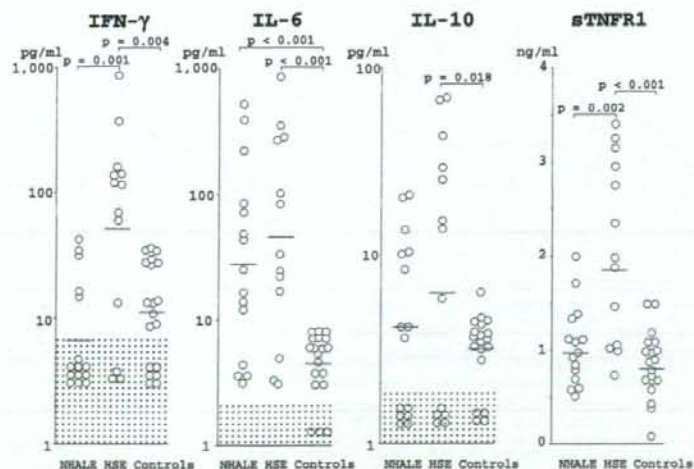 IFN-γ IL-6 IL-10 sTNFR1
pg/ml pg/ml pg/ml ng/ml
p < 0.001
p = 0.004
p = 0.001
p < 0.001
p = 0.018
p < 0.001
p = 0.002
1,000 1,000 100 4
3
100 100
10 2
10 10
1
1 1 1 0
NHALE HSE Controls NHALE HSE Controls NHALE HSE Controls NHALE HSE Controls